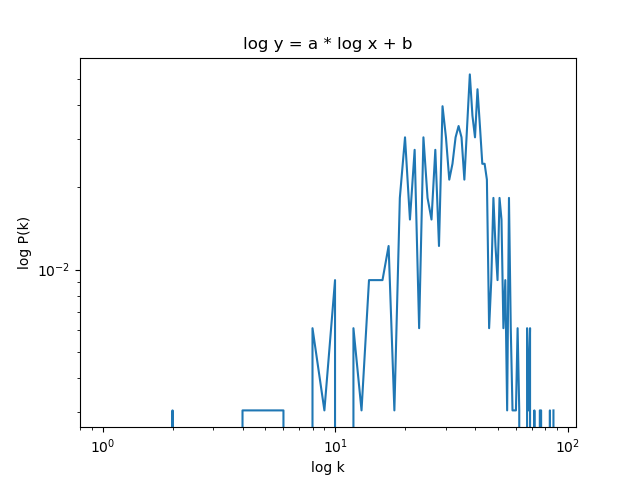 log y = a * log x + b
log P(k)
10⁻²
10⁰
10¹
10²
log k